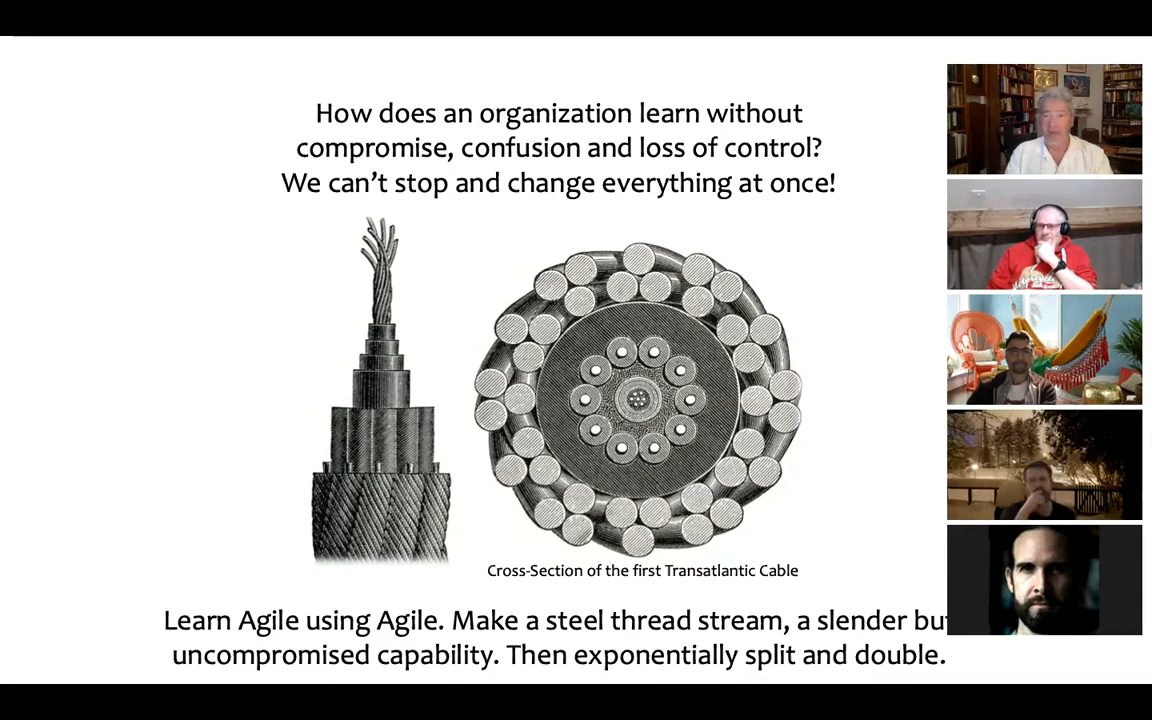 How does an organization learn without
compromise, confusion and loss of control?
We can’t stop and change everything at once!
Cross-Section of the first Transatlantic Cable
Learn Agile using Agile. Make a steel thread stream, a slender
uncompromised capability. Then exponentially split and double.